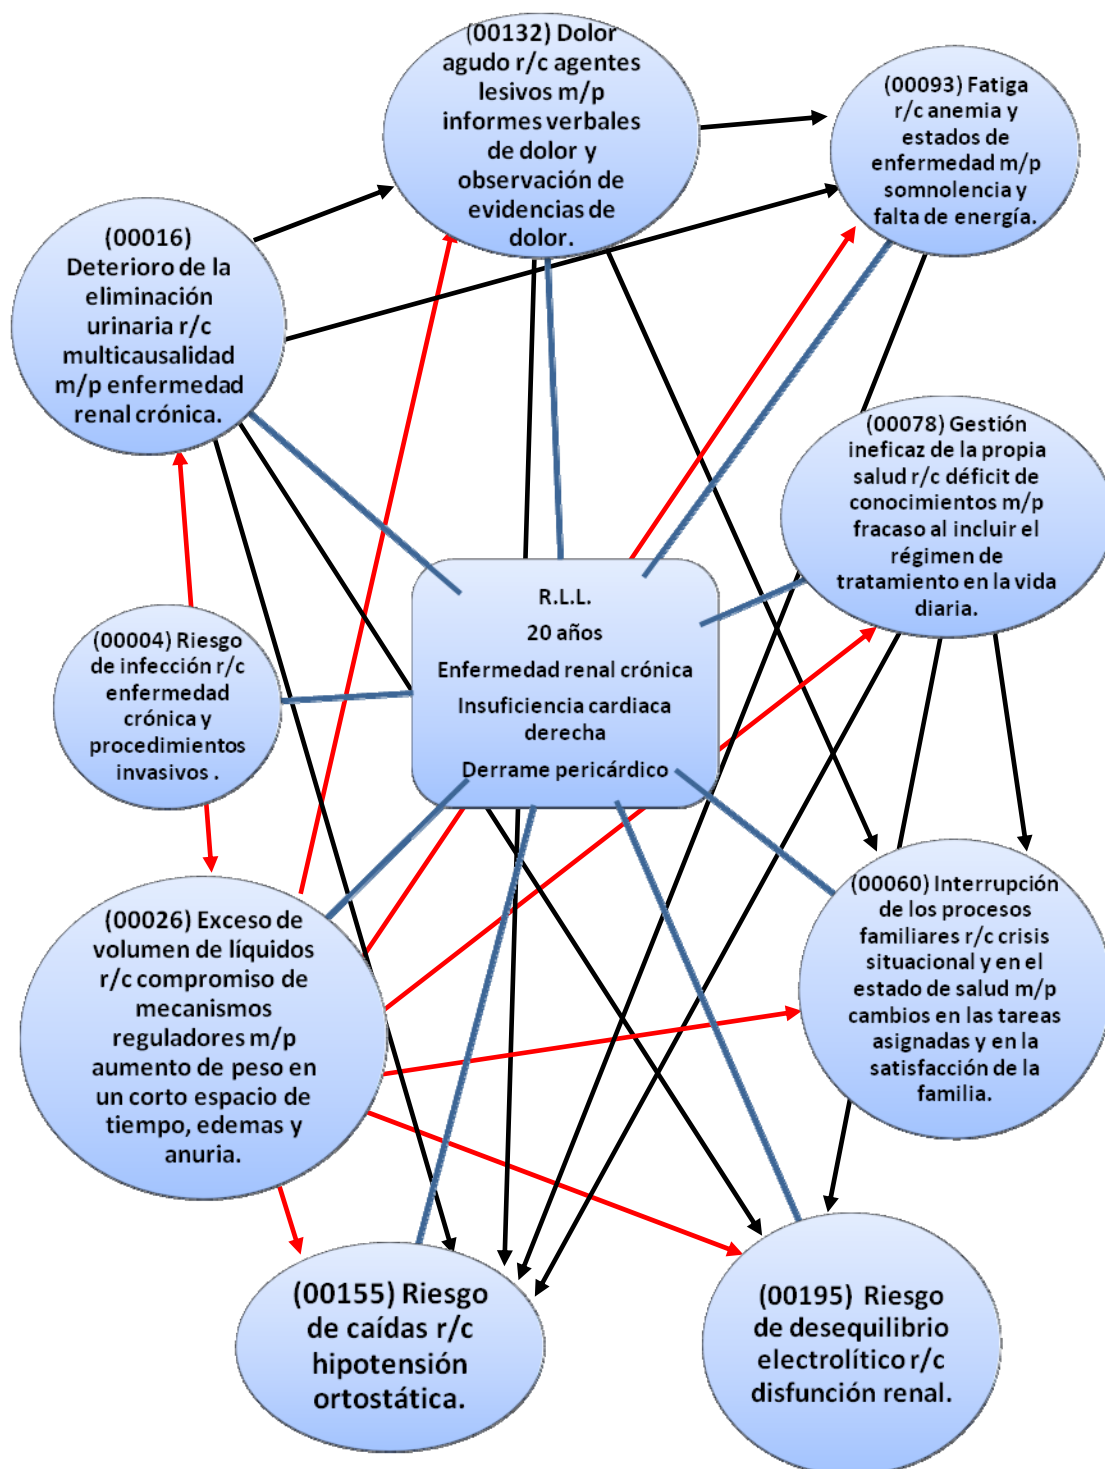 (00132) Dolor
agudo r/c agentes
lesivos m/p
informes verbales
de dolor y
observación de
evidencias de
dolor.
(00093) Fatiga
r/c anemia y
estados de
enfermedad m/p
somnolencia y
falta de energía.
(00016)
Deterioro de la
eliminación
urinaria r/c
multicausalidad
m/p enfermedad
renal crónica.
(00078) Gestión
ineficaz de la propia
salud r/c déficit de
conocimientos m/p
fracaso al incluir el
régimen de
tratamiento en la vida
diaria.
R.L.L.
20 años
Enfermedad renal crónica
Insuficiencia cardiaca
derecha
Derrame pericárdico
(00004) Riesgo
de infección r/c
enfermedad
crónica y
procedimientos
invasivos .
(00026) Exceso de
volumen de líquidos
r/c compromiso de
mecanismos
reguladores m/p
aumento de peso en
un corto espacio de
tiempo, edemas y
anuria.
(00060) Interrupción
de los procesos
familiares r/c crisis
situacional y en el
estado de salud m/p
cambios en las tareas
asignadas y en la
satisfacción de la
familia.
(00155) Riesgo
de caídas r/c
hipotensión
ortostática.
(00195) Riesgo
de desequilibrio
electrolítico r/c
disfunción renal.